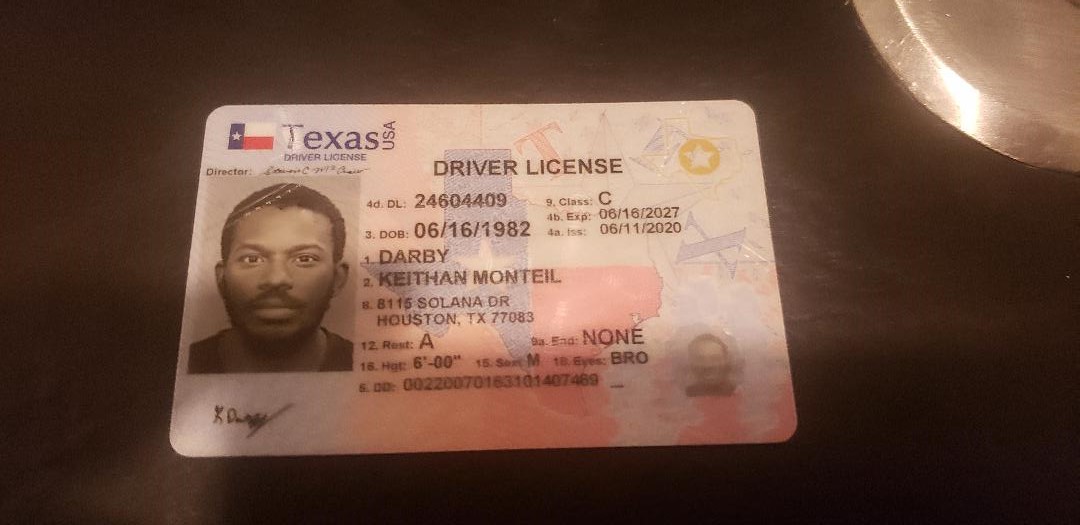 Texas USA
DRIVER LICENSE
Director:
DRIVER LICENSE
4d. DL: 24604409 9. Class: C
4b. Exp: 06/16/2027
3. DOB: 06/16/1982 4a. Iss: 06/11/2020
1. DARBY
2. KEITHAN MONTEIL
8. 8115 SOLANA DR
HOUSTON, TX 77083
12. Rest: A 9a. End: NONE
16. Hgt: 6'-00" 15. Sex: M 18. Eyes: BRO
5. DD: 00220070163101407469